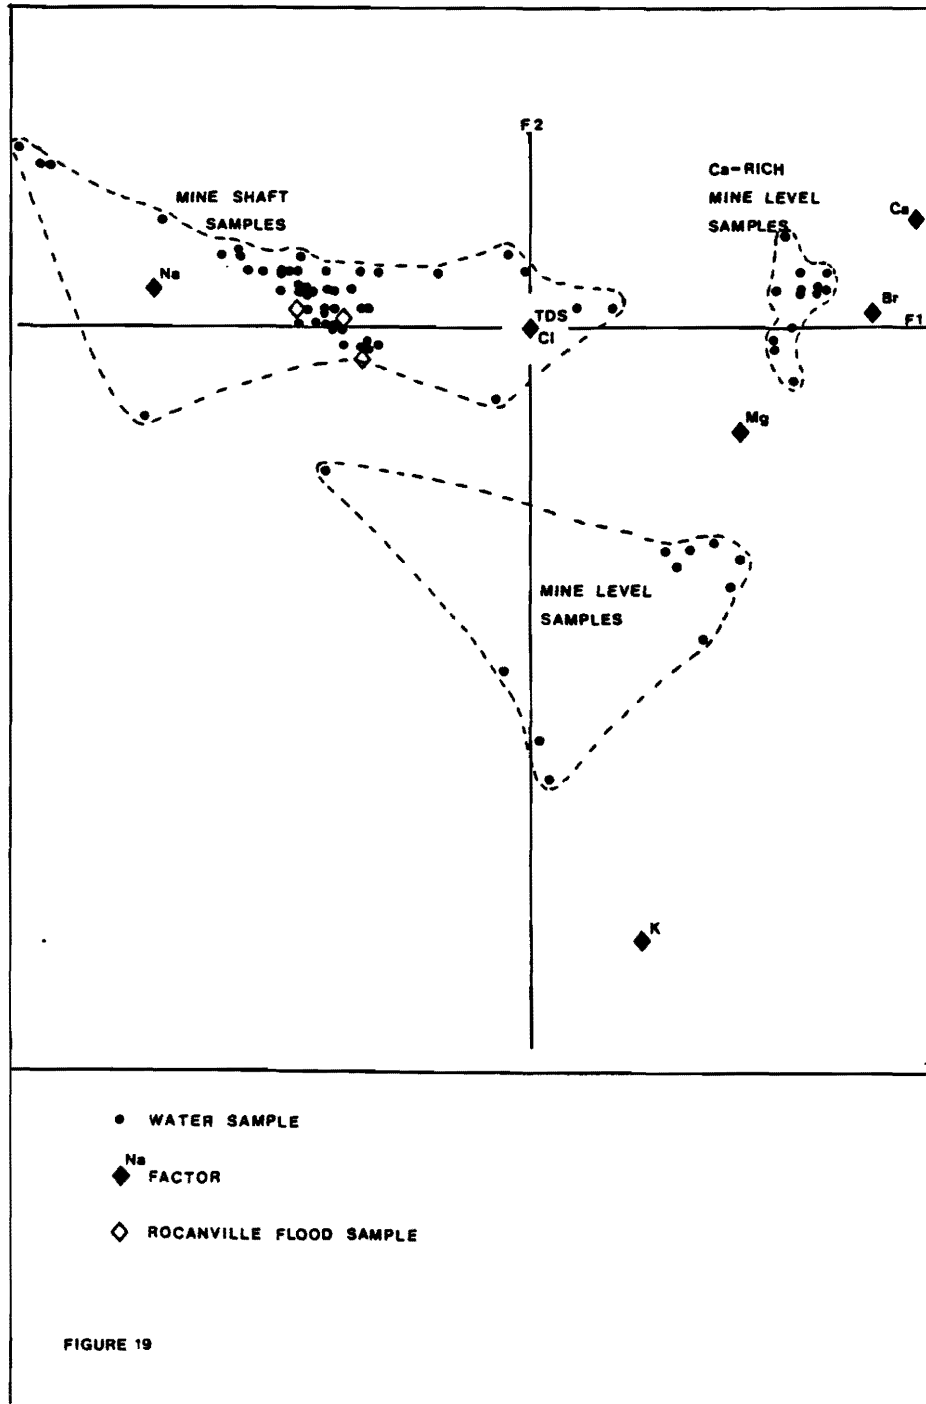 F2
Ca-RICH
MINE LEVEL
SAMPLES
MINE SHAFT
SAMPLES
Ca
Na
Br
TDS
F1
Cl
Mg
MINE LEVEL
SAMPLES
K
WATER SAMPLE
Na
FACTOR
ROCANVILLE FLOOD SAMPLE
FIGURE 19